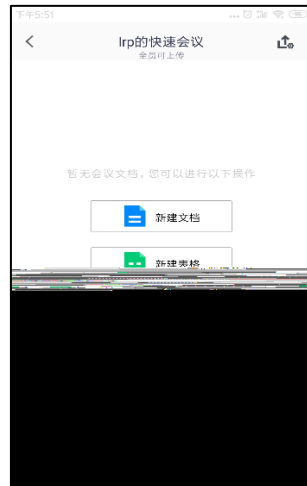 下午5:51
lrp的快速会议
全员可上传
暂无会议文档，您可以进行以下操作
新建文档
新建表格